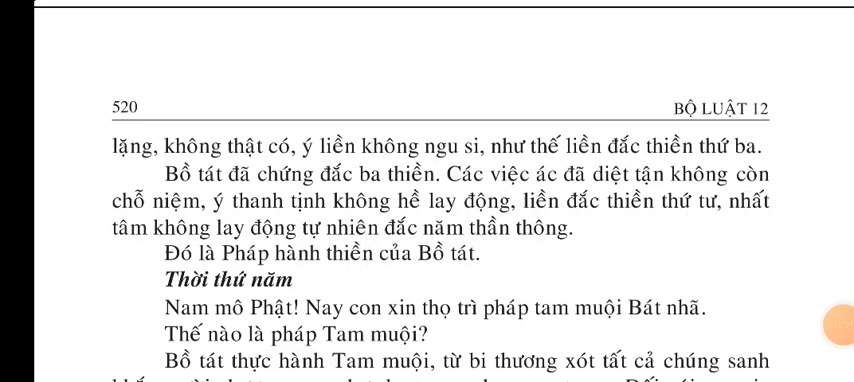 520
BỘ LUẬT 12
lặng, không thật có, ý liền không ngu si, như thế liền đắc thiền thứ ba.
Bồ tát đã chứng đắc ba thiền. Các việc ác đã diệt tận không còn
chỗ niệm, ý thanh tịnh không hề lay động, liền đắc thiền thứ tư, nhất
tâm không lay động tự nhiên đắc năm thần thông.
Đó là Pháp hành thiền của Bồ tát.
Thời thứ năm
Nam mô Phật! Nay con xin thọ trì pháp tam muội Bát nhã.
Thế nào là pháp Tam muội?
Bồ tát thực hành Tam muội, từ bi thương xót tất cả chúng sanh